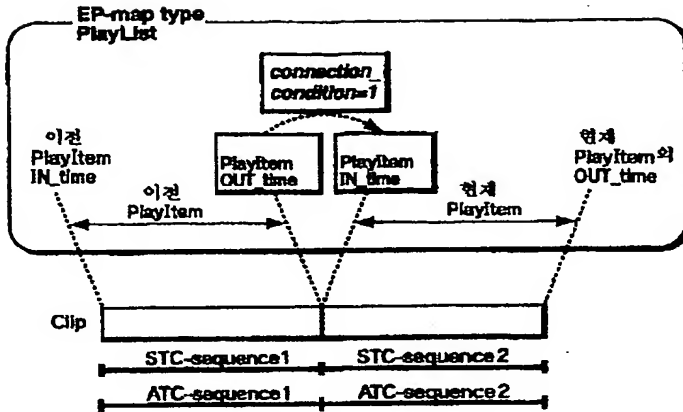 EP-map type
PlayList
connection_
condition=1
이전
PlayItem
IN_time
PlayItem
OUT_time
PlayItem
IN_time
현재
PlayItem의
OUT_time
이전
PlayItem
현재
PlayItem
Clip
STC-sequence1
STC-sequence2
ATC-sequence1
ATC-sequence2